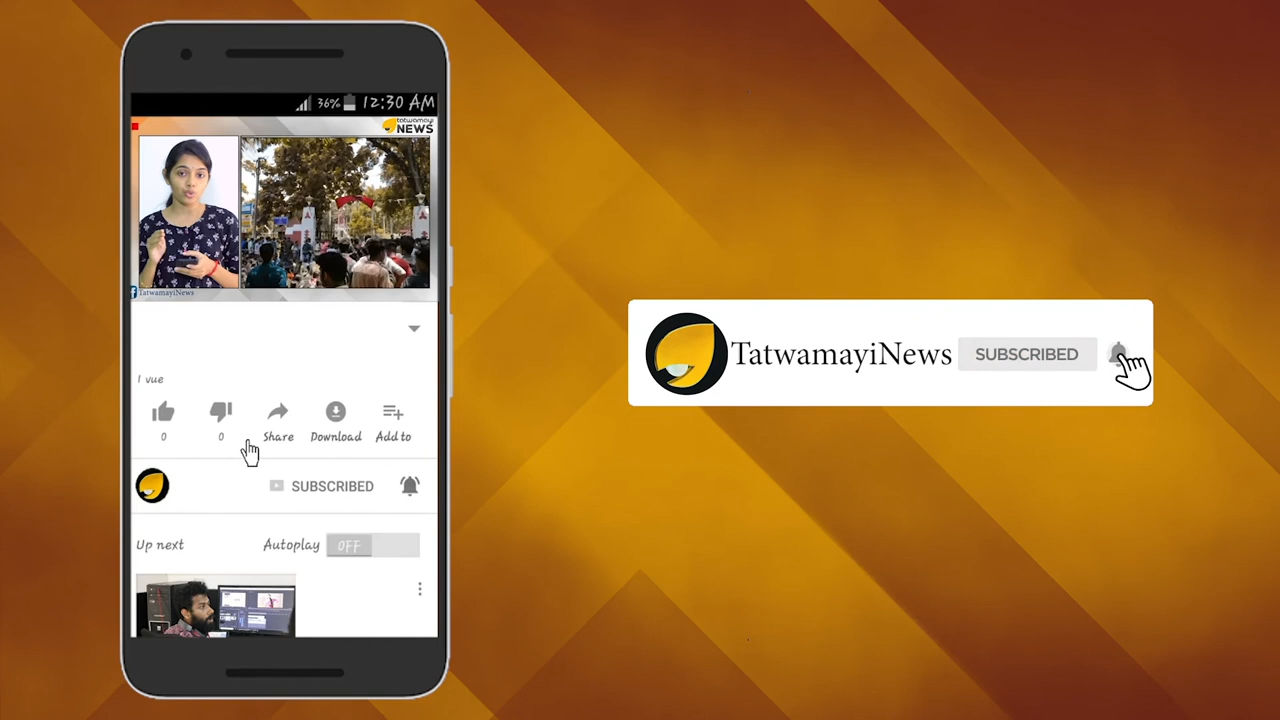 36% 12:30 AM
tatwamayi
NEWS
TatwamayiNews
1 vue
0 0 Share Download Add to
SUBSCRIBED
Up next Autoplay OFF
TatwamayiNews SUBSCRIBED